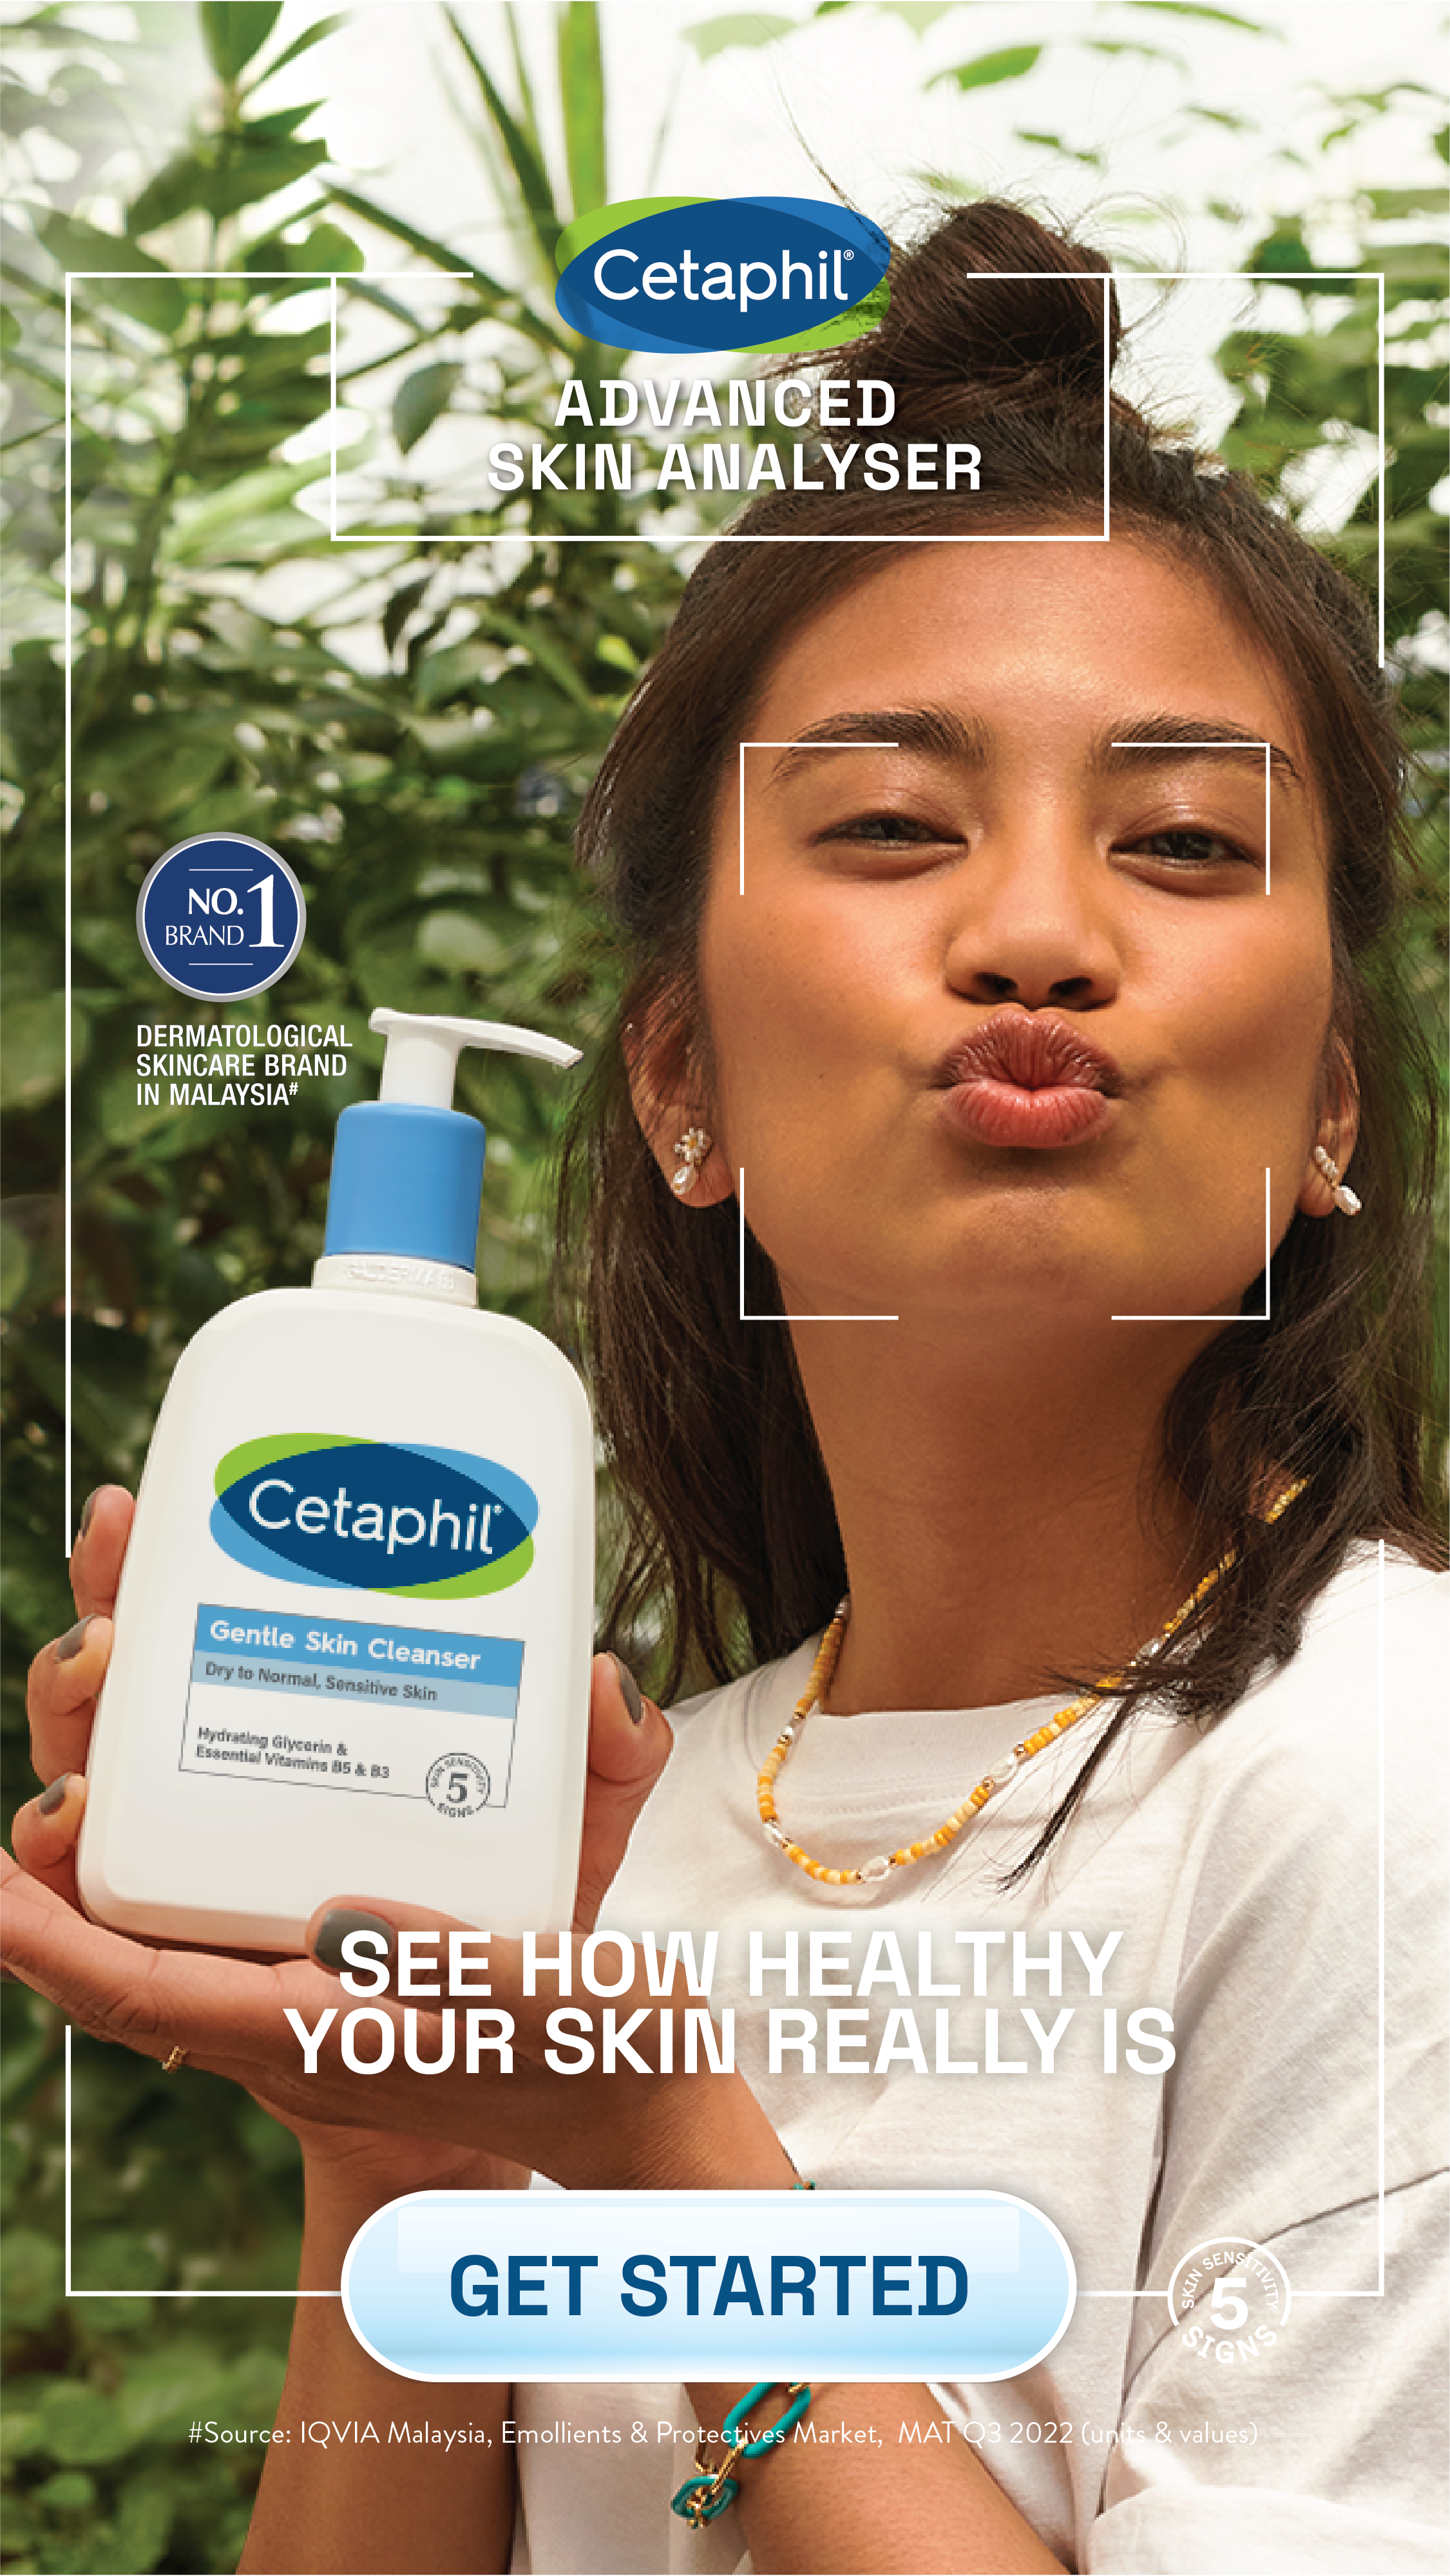 Cetaphil®
ADVANCED
SKIN ANALYSER
NO.1
BRAND
DERMATOLOGICAL
SKINCARE BRAND
IN MALAYSIA#
GALDERMA
Cetaphil®
Gentle Skin Cleanser
Dry to Normal, Sensitive Skin
Hydrating Glycerin &
Essential Vitamins B5 & B3
SKIN SENSITIVITY
5
SIGNS
SEE HOW HEALTHY
YOUR SKIN REALLY IS
GET STARTED
SKIN SENSITIVITY
5
SIGNS
#Source: IQVIA Malaysia, Emollients & Protectives Market, MAT Q3 2022 (units & values)